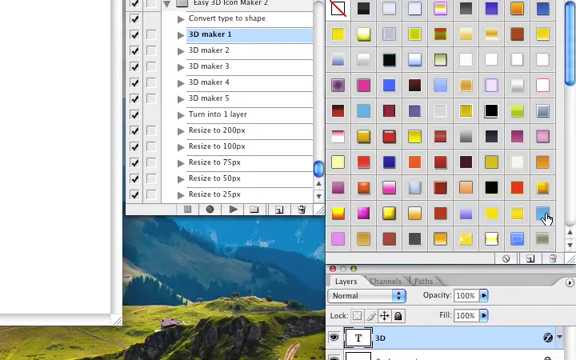 Easy 3D Icon Maker 2
Convert type to shape
3D maker 1
3D maker 2
3D maker 3
3D maker 4
3D maker 5
Turn into 1 layer
Resize to 200px
Resize to 100px
Resize to 75px
Resize to 50px
Resize to 25px
Layers Channels Paths
Normal Opacity: 100%
Lock: Fill: 100%
T 3D